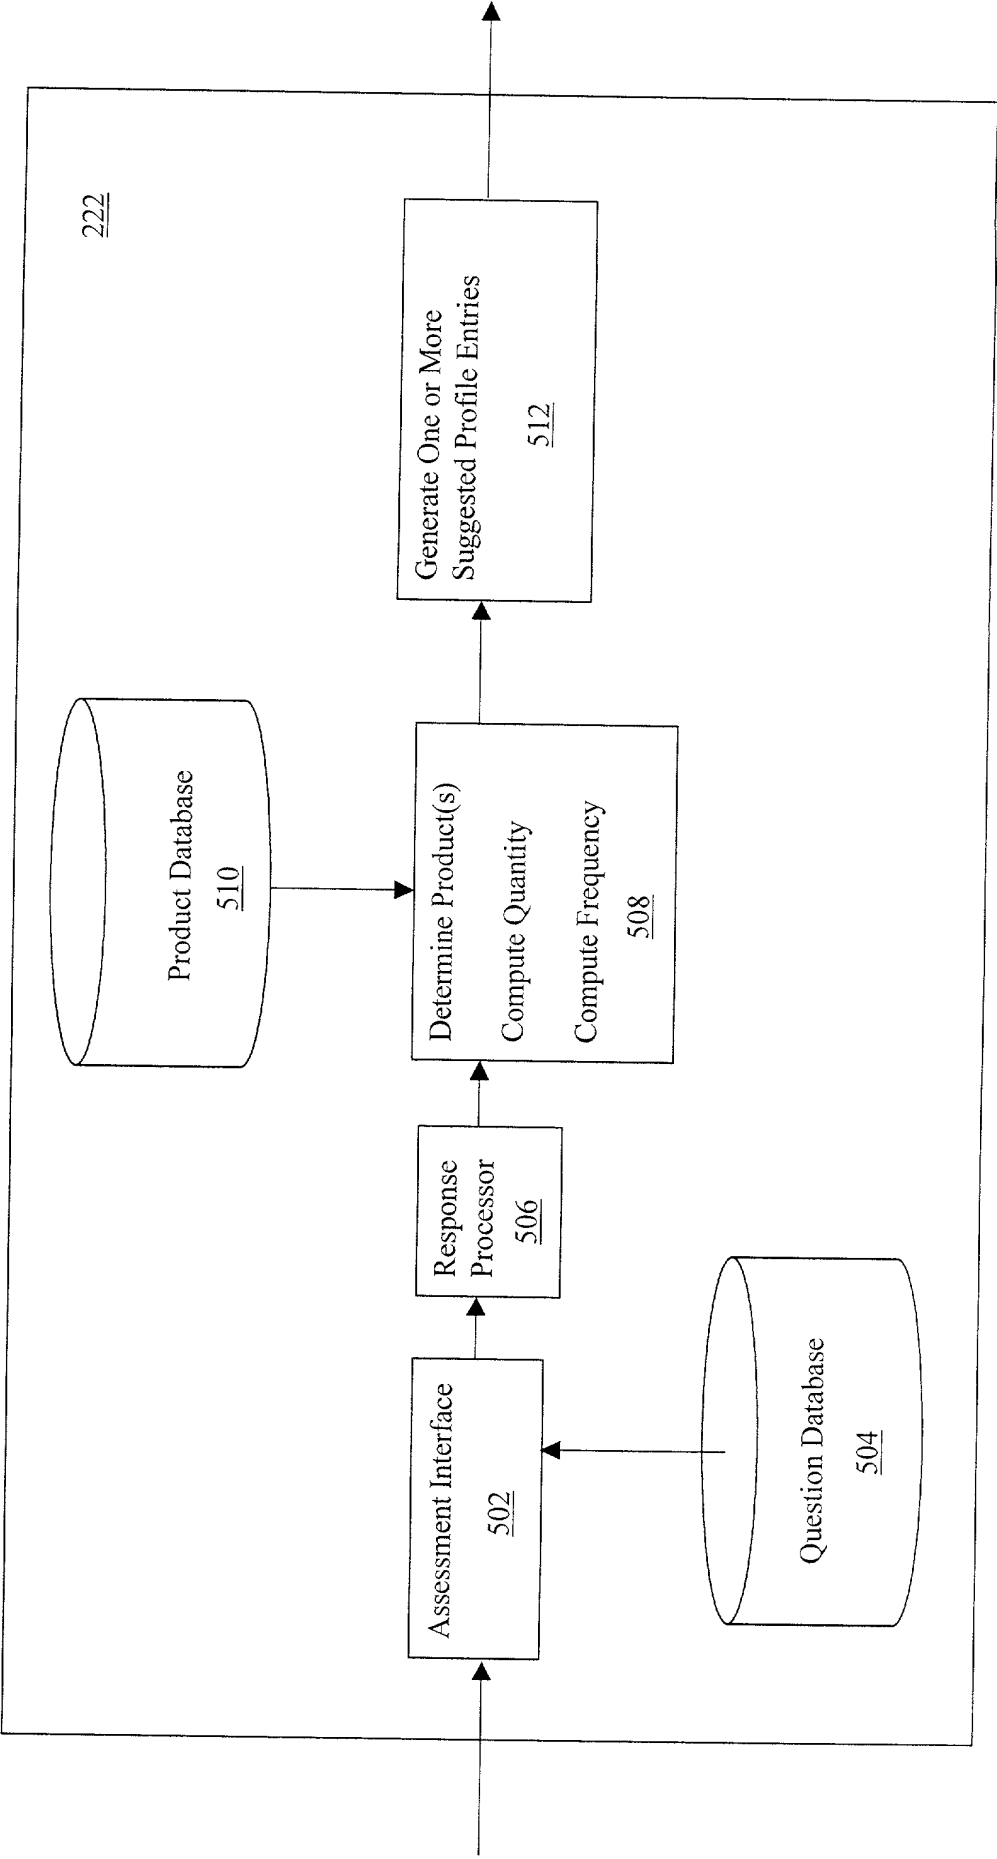 222
Product Database
510
Assessment Interface
502
Response
Processor
506
Determine Product(s)
Compute Quantity
Compute Frequency
508
Generate One or More
Suggested Profile Entries
512
Question Database
504